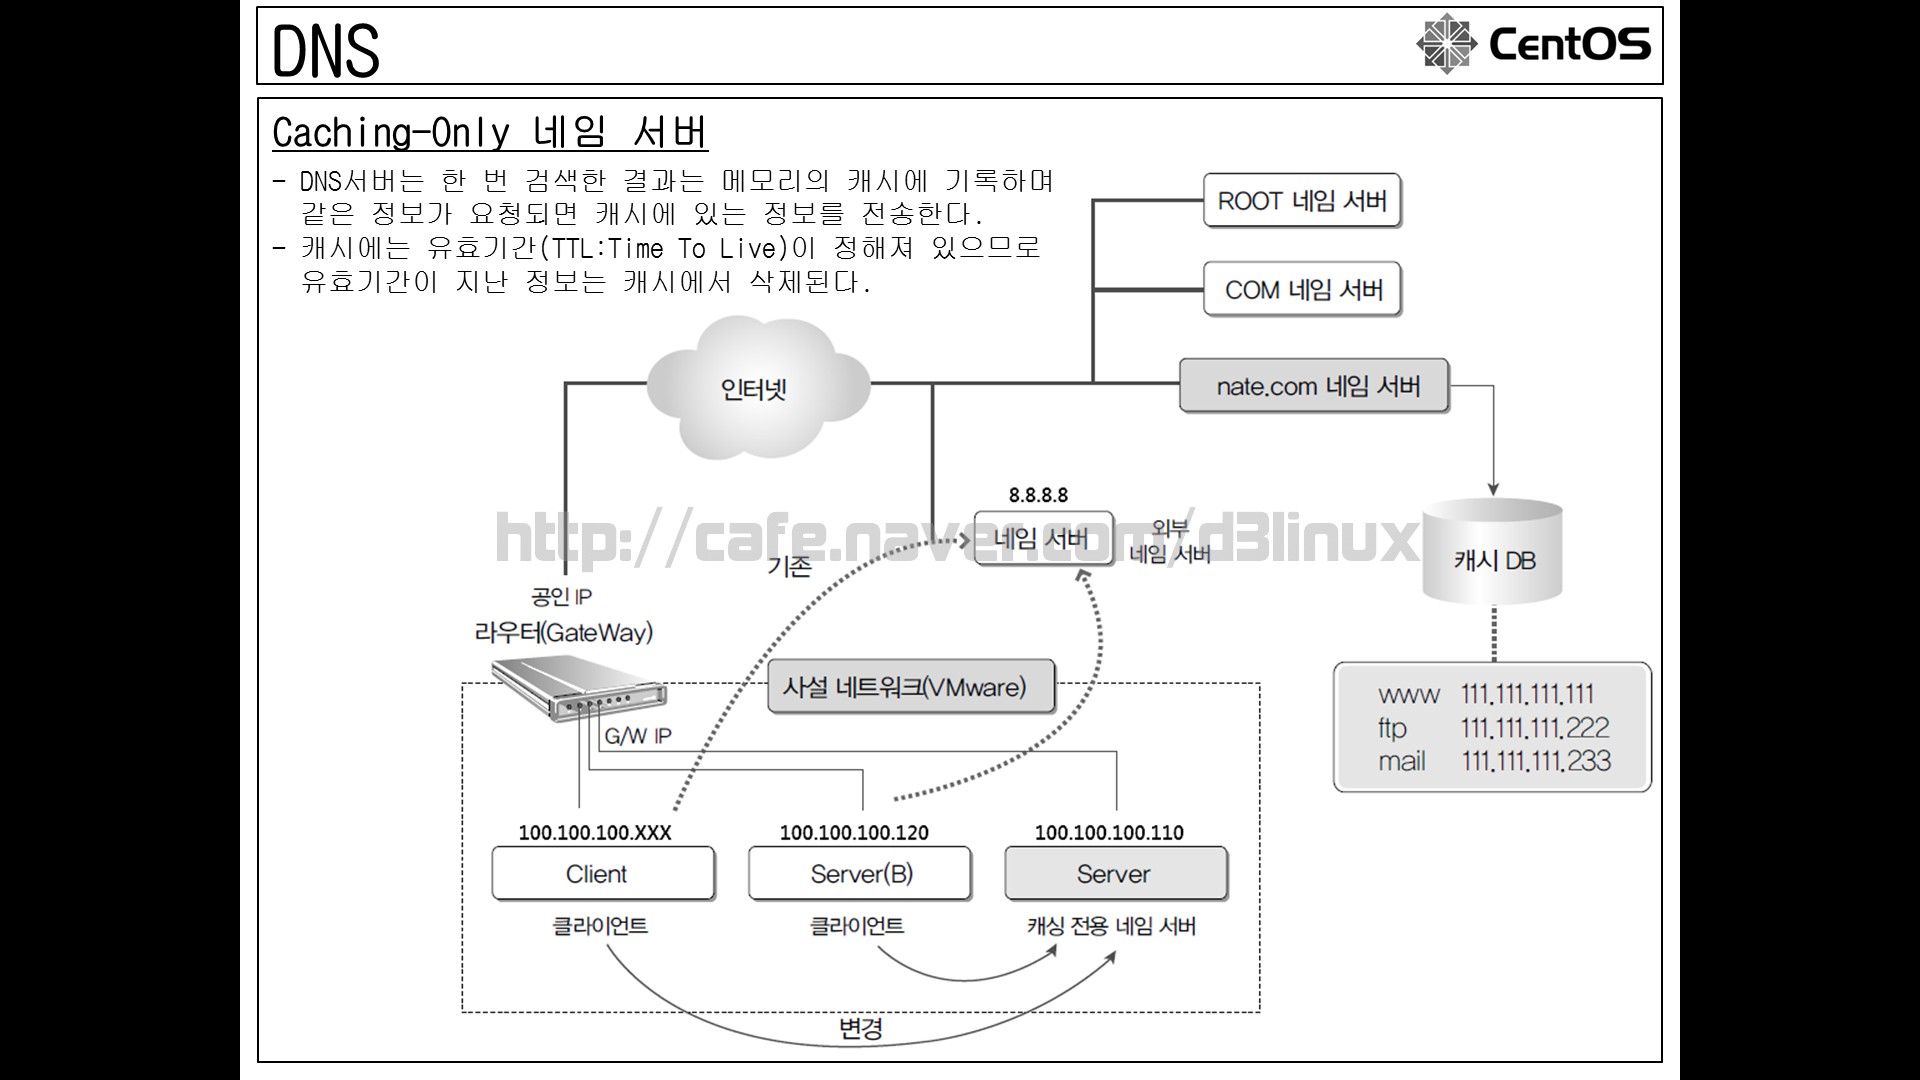 DNS
CentOS
Caching-Only 네임 서버
- DNS서버는 한 번 검색한 결과는 메모리의 캐시에 기록하며
같은 정보가 요청되면 캐시에 있는 정보를 전송한다.
- 캐시에는 유효기간(TTL:Time To Live)이 정해져 있으므로
유효기간이 지난 정보는 캐시에서 삭제된다.
ROOT 네임 서버
COM 네임 서버
nate.com 네임 서버
인터넷
8.8.8.8
네임 서버
외부
네임 서버
http://cafe.naver.com/d3linux
기존
캐시 DB
공인 IP
라우터(GateWay)
사설 네트워크(VMware)
G/W IP
www 111.111.111.111
ftp 111.111.111.222
mail 111.111.111.233
100.100.100.XXX
100.100.100.120
100.100.100.110
Client
Server(B)
Server
클라이언트
클라이언트
캐싱 전용 네임 서버
변경